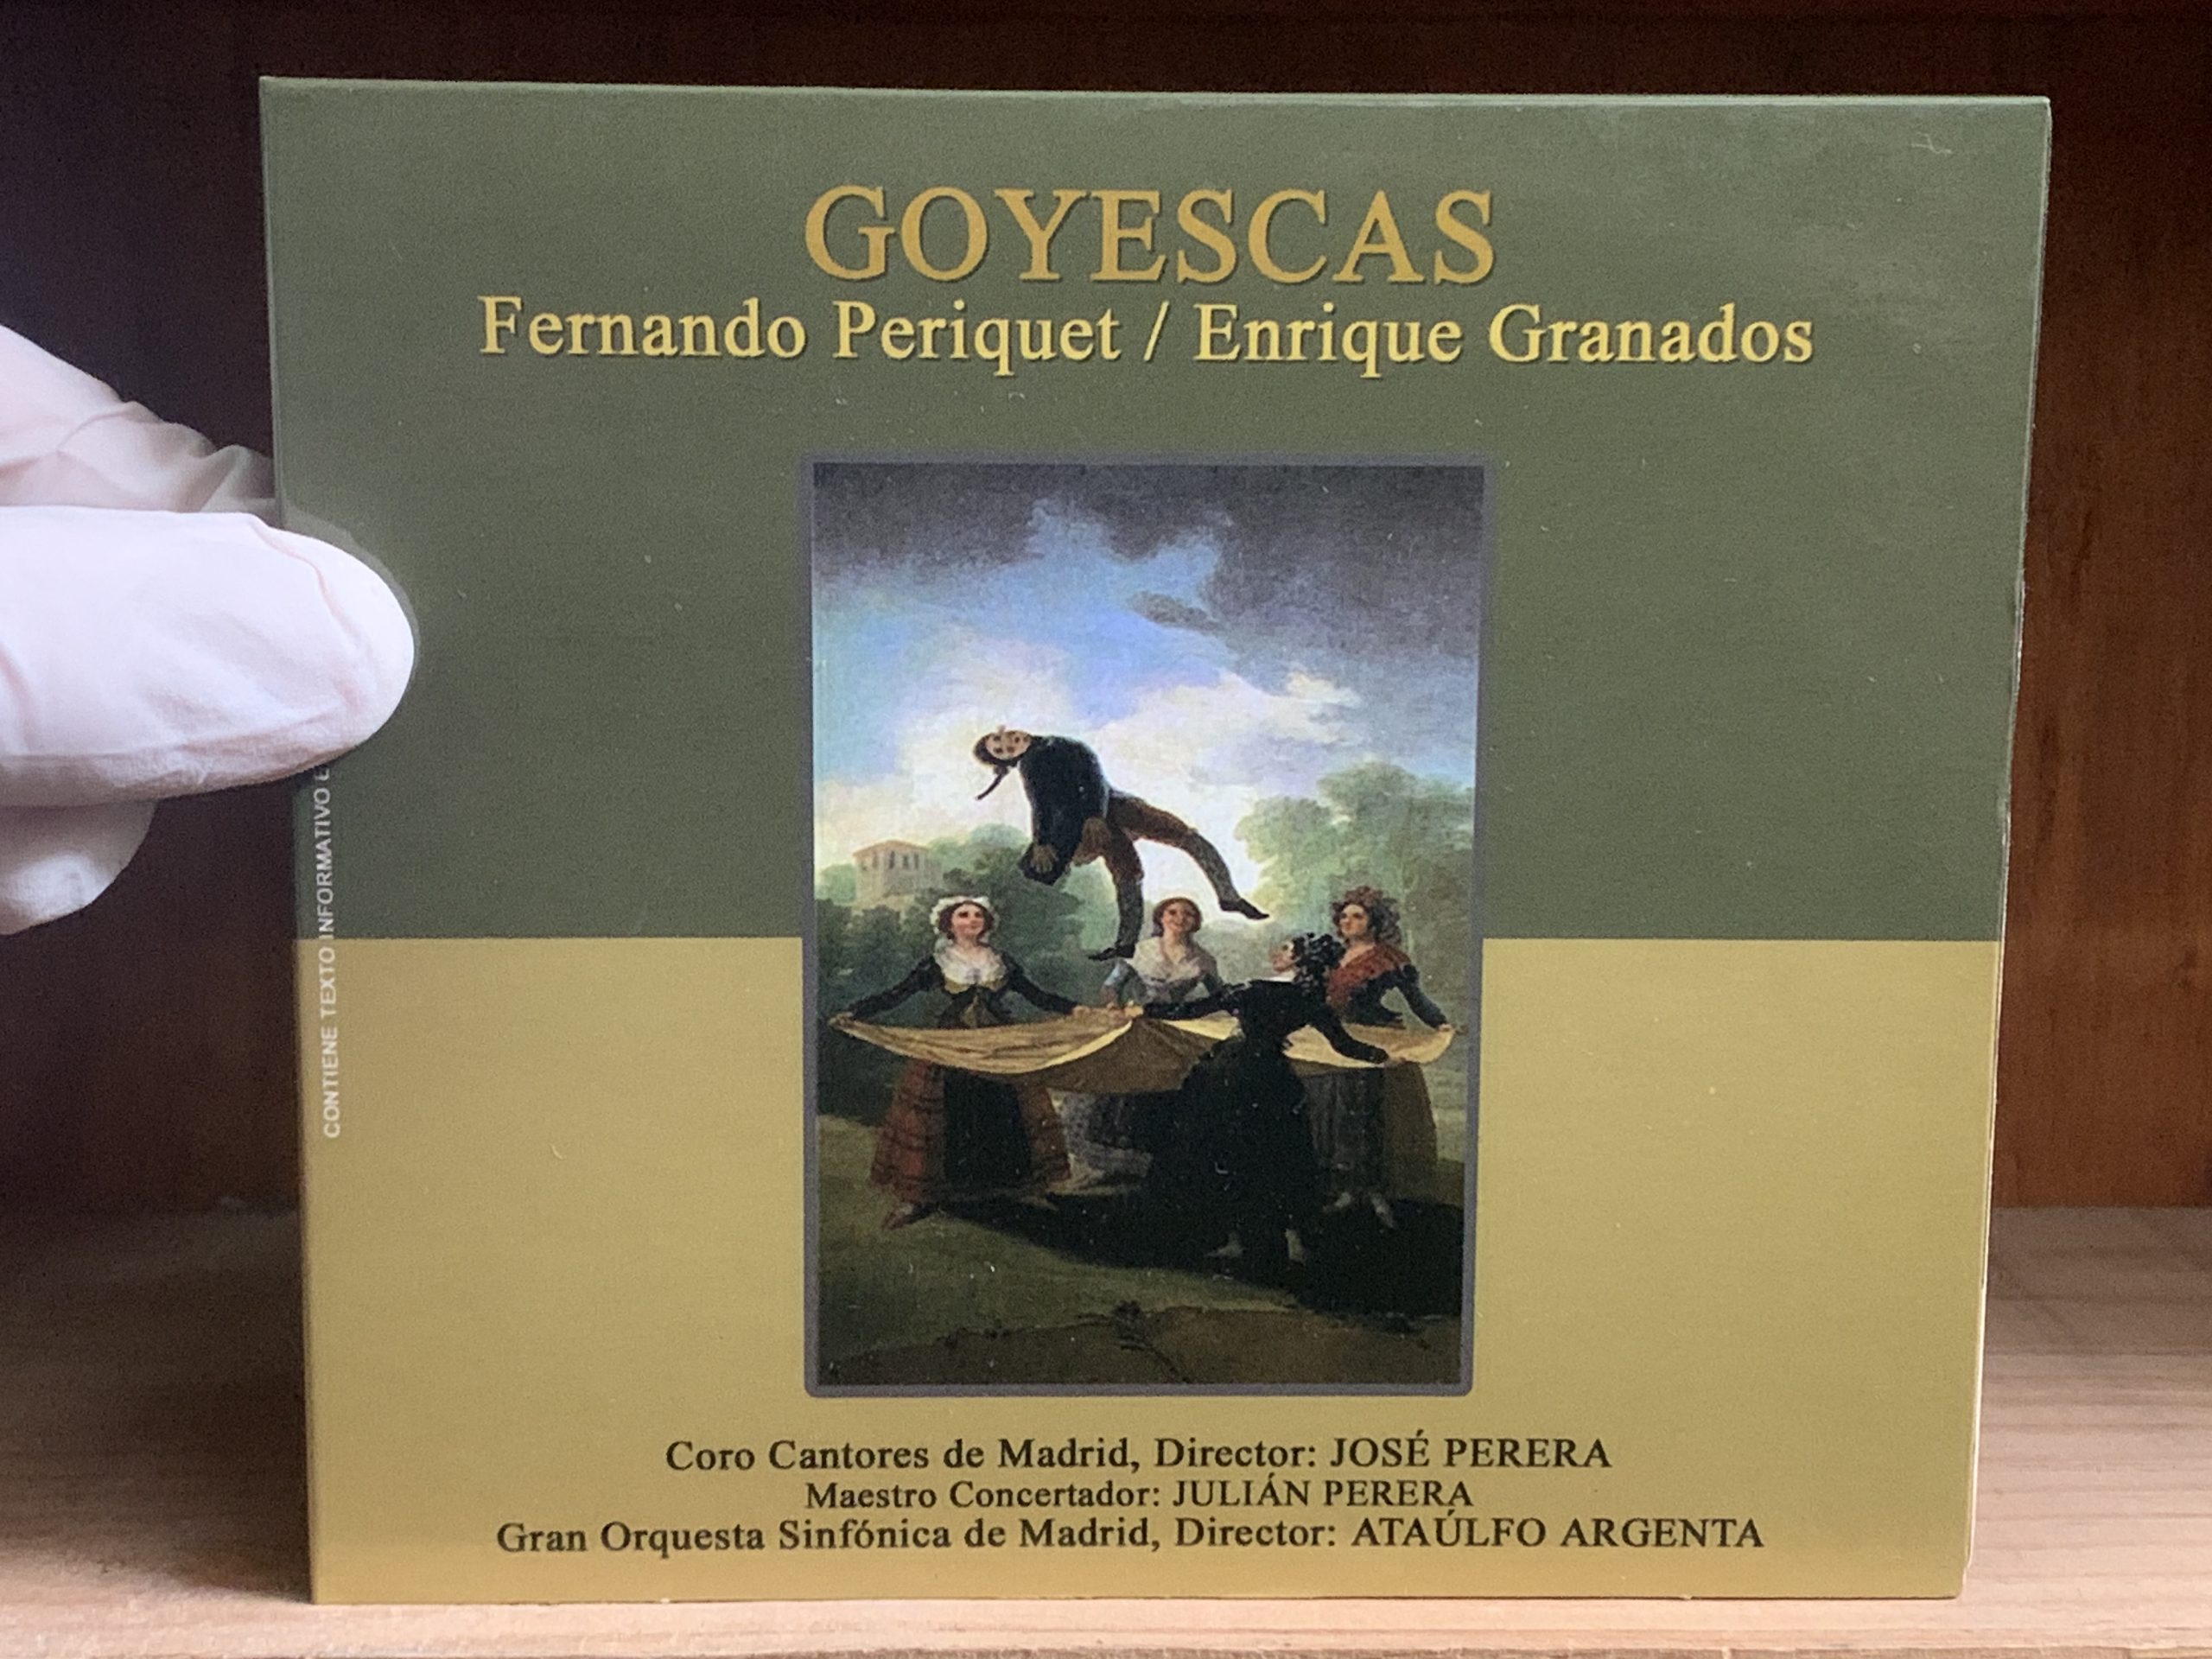 GOYESCAS
Fernando Periquet / Enrique Granados
CONTIENE TEXTO INFORMATIVO
Coro Cantores de Madrid, Director: JOSÉ PERERA
Maestro Concertador: JULIÁN PERERA
Gran Orquesta Sinfónica de Madrid, Director: ATAÚLFO ARGENTA